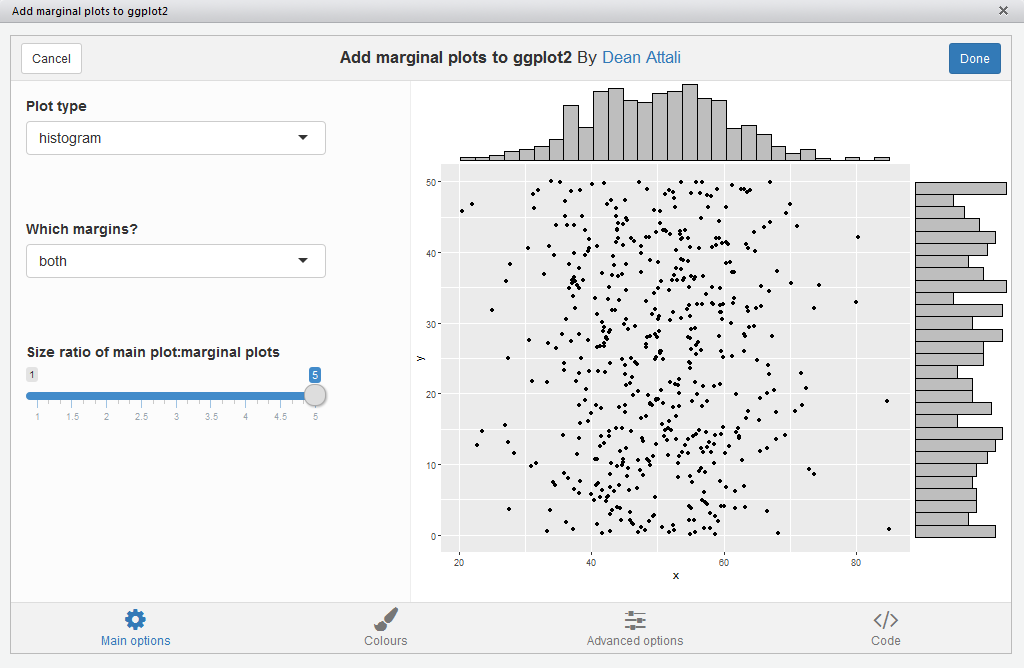 Add marginal plots to ggplot2
Cancel
Add marginal plots to ggplot2 By Dean Attali
Done
Plot type
histogram
Which margins?
both
Size ratio of main plot:marginal plots
1
5
1 1.5 2 2.5 3 3.5 4 4.5 5
50
40
30
20
10
0
y
20 40 60 80
x
Main options
Colours
Advanced options
Code